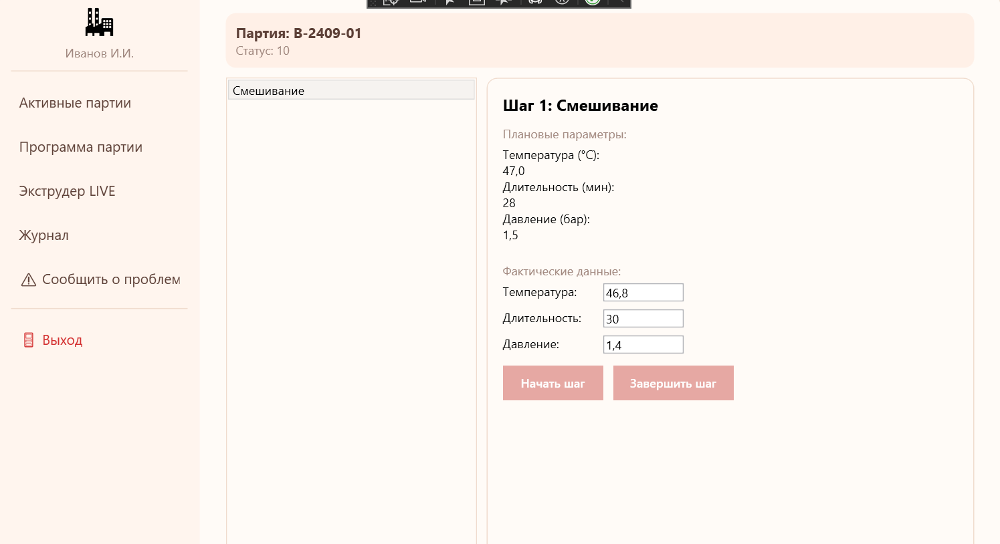 Иванов И.И.
Активные партии
Программа партии
Экструдер LIVE
Журнал
Сообщить о проблем
Выход
Партия: B-2409-01
Статус: 10
Смешивание
Шаг 1: Смешивание
Плановые параметры:
Температура (°C):
47,0
Длительность (мин):
28
Давление (бар):
1,5
Фактические данные:
Температура: 46,8
Длительность: 30
Давление: 1,4
Начать шаг Завершить шаг